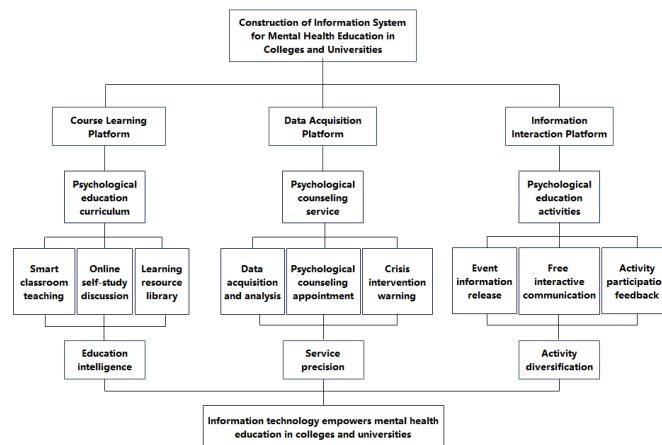 Construction of Information System
for Mental Health Education in
Colleges and Universities
Course Learning
Platform
Data Acquisition
Platform
Information
Interaction Platform
Psychological
education
curriculum
Psychological
counseling
service
Psychological
education
activities
Smart
classroom
teaching
Online
self-study
discussion
Learning
resource
library
Data
acquisition
and analysis
Psychological
counseling
appointment
Crisis
intervention
warning
Event
information
release
Free
interactive
communication
Activity
participation
feedback
Education
intelligence
Service
precision
Activity
diversification
Information technology empowers mental health
education in colleges and universities